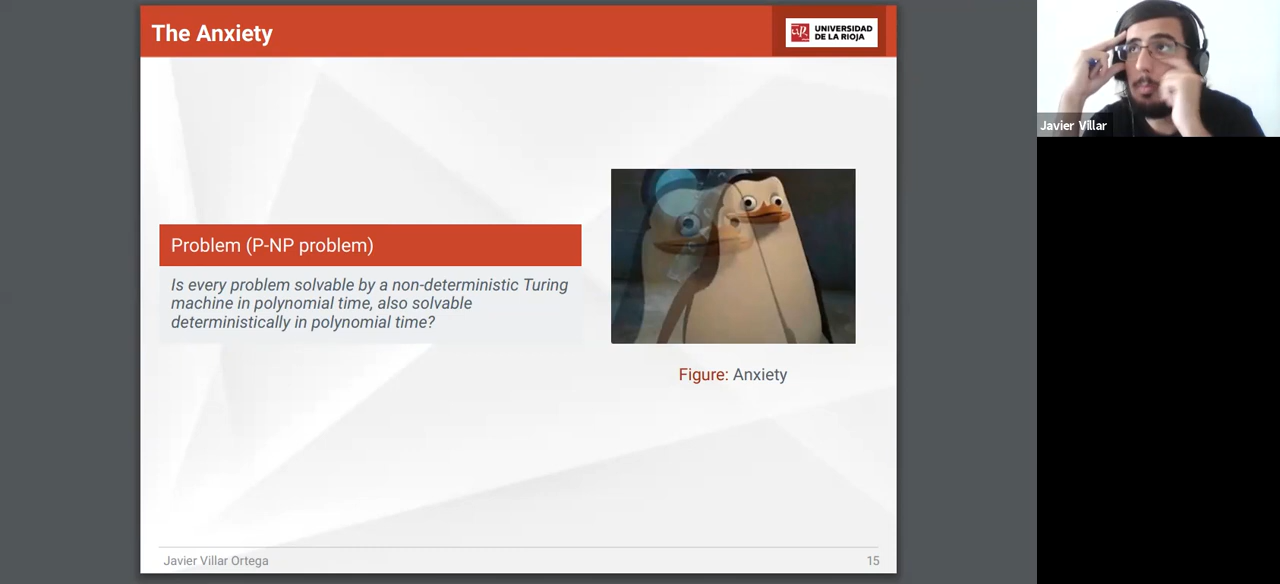 The Anxiety
UNIVERSIDAD
DE LA RIOJA
Javier Villar
Problem (P-NP problem)
Is every problem solvable by a non-deterministic Turing
machine in polynomial time, also solvable
deterministically in polynomial time?
Figure: Anxiety
Javier Villar Ortega
15